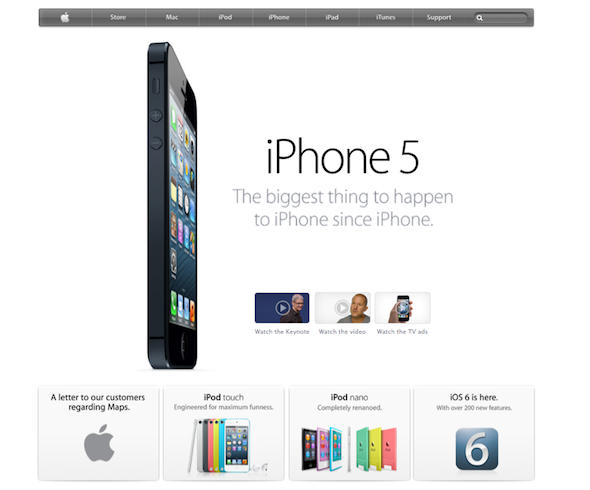 Store Mac iPod iPhone iPad iTunes Support
iPhone 5
The biggest thing to happen
to iPhone since iPhone.
Watch the Keynote Watch the video Watch the TV ads
A letter to our customers
regarding Maps.
iPod touch
Engineered for maximum funness.
iPod nano
Completely renanoed.
iOS 6 is here.
With over 200 new features.
6